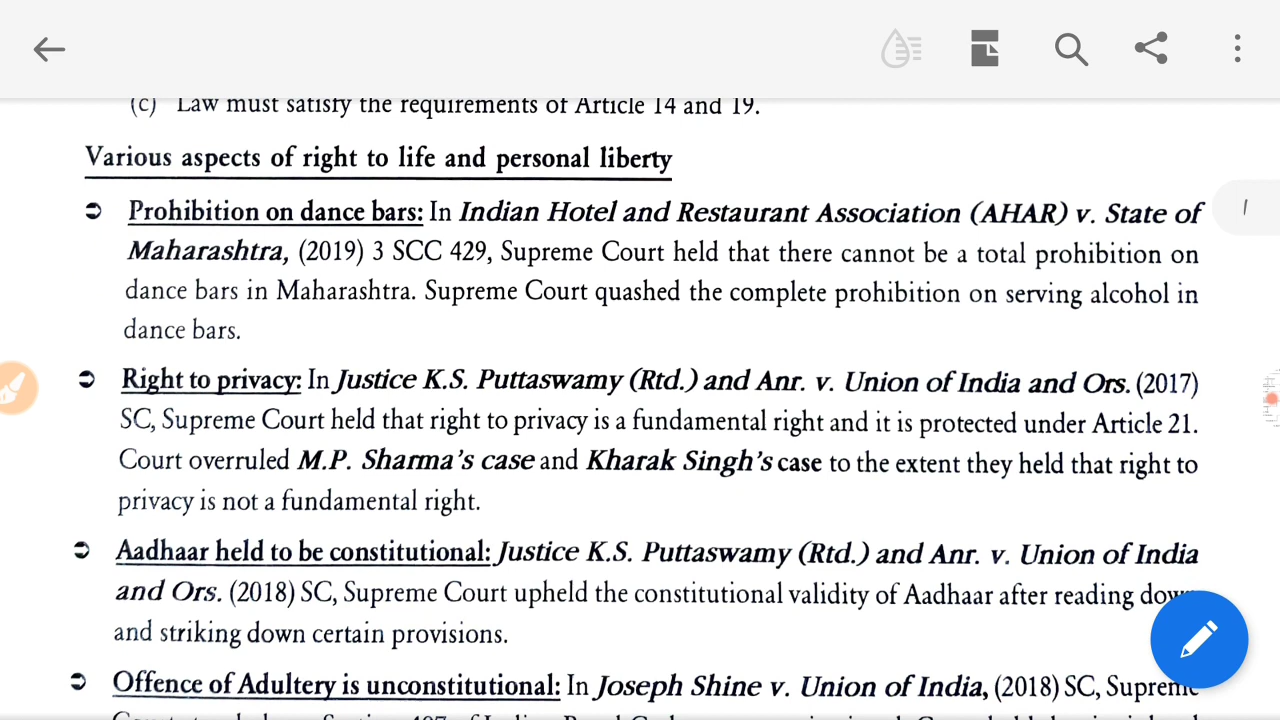 (c) Law must satisfy the requirements of Article 14 and 19.
Various aspects of right to life and personal liberty
➲ Prohibition on dance bars: In Indian Hotel and Restaurant Association (AHAR) v. State of
Maharashtra, (2019) 3 SCC 429, Supreme Court held that there cannot be a total prohibition on
dance bars in Maharashtra. Supreme Court quashed the complete prohibition on serving alcohol in
dance bars.
➲ Right to privacy: In Justice K.S. Puttaswamy (Rtd.) and Anr. v. Union of India and Ors. (2017)
SC, Supreme Court held that right to privacy is a fundamental right and it is protected under Article 21.
Court overruled M.P. Sharma's case and Kharak Singh's case to the extent they held that right to
privacy is not a fundamental right.
➲ Aadhaar held to be constitutional: Justice K.S. Puttaswamy (Rtd.) and Anr. v. Union of India
and Ors. (2018) SC, Supreme Court upheld the constitutional validity of Aadhaar after reading down
and striking down certain provisions.
➲ Offence of Adultery is unconstitutional: In Joseph Shine v. Union of India, (2018) SC, Supreme